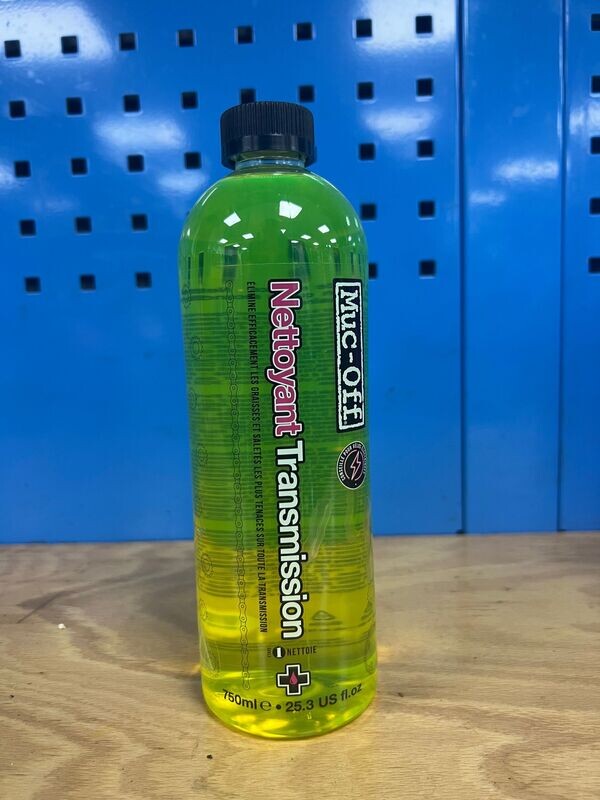 Muc-Off
Nettoyant Transmission
ÉLIMINE EFFICACEMENT LES GRAISSES ET SALETÉS LES PLUS TENACES SUR TOUTE LA TRANSMISSION
NETTOIE
750ml e • 25.3 US fl.oz